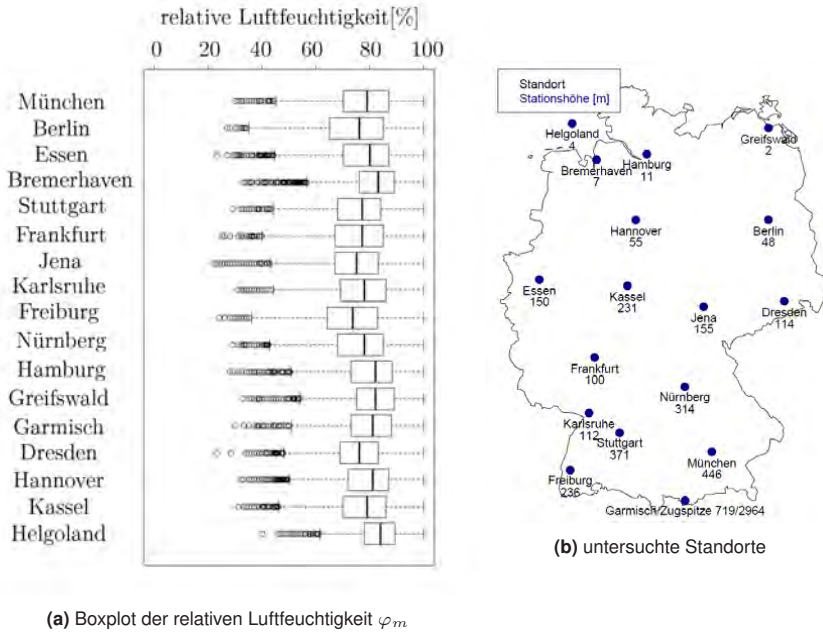 relative Luftfeuchtigkeit[%]
0 20 40 60 80 100
München
Berlin
Essen
Bremerhaven
Stuttgart
Frankfurt
Jena
Karlsruhe
Freiburg
Nürnberg
Hamburg
Greifswald
Garmisch
Dresden
Hannover
Kassel
Helgoland
(a) Boxplot der relativen Luftfeuchtigkeit φm
Standort
Stationshöhe [m]
Helgoland
4
Greifswald
2
Hamburg
11
Bremerhaven
7
Hannover
55
Berlin
48
Essen
150
Kassel
231
Jena
155
Dresden
114
Frankfurt
100
Nürnberg
314
Karlsruhe
112
Stuttgart
371
München
446
Freiburg
236
Garmisch/Zugspitze 719/2964
(b) untersuchte Standorte